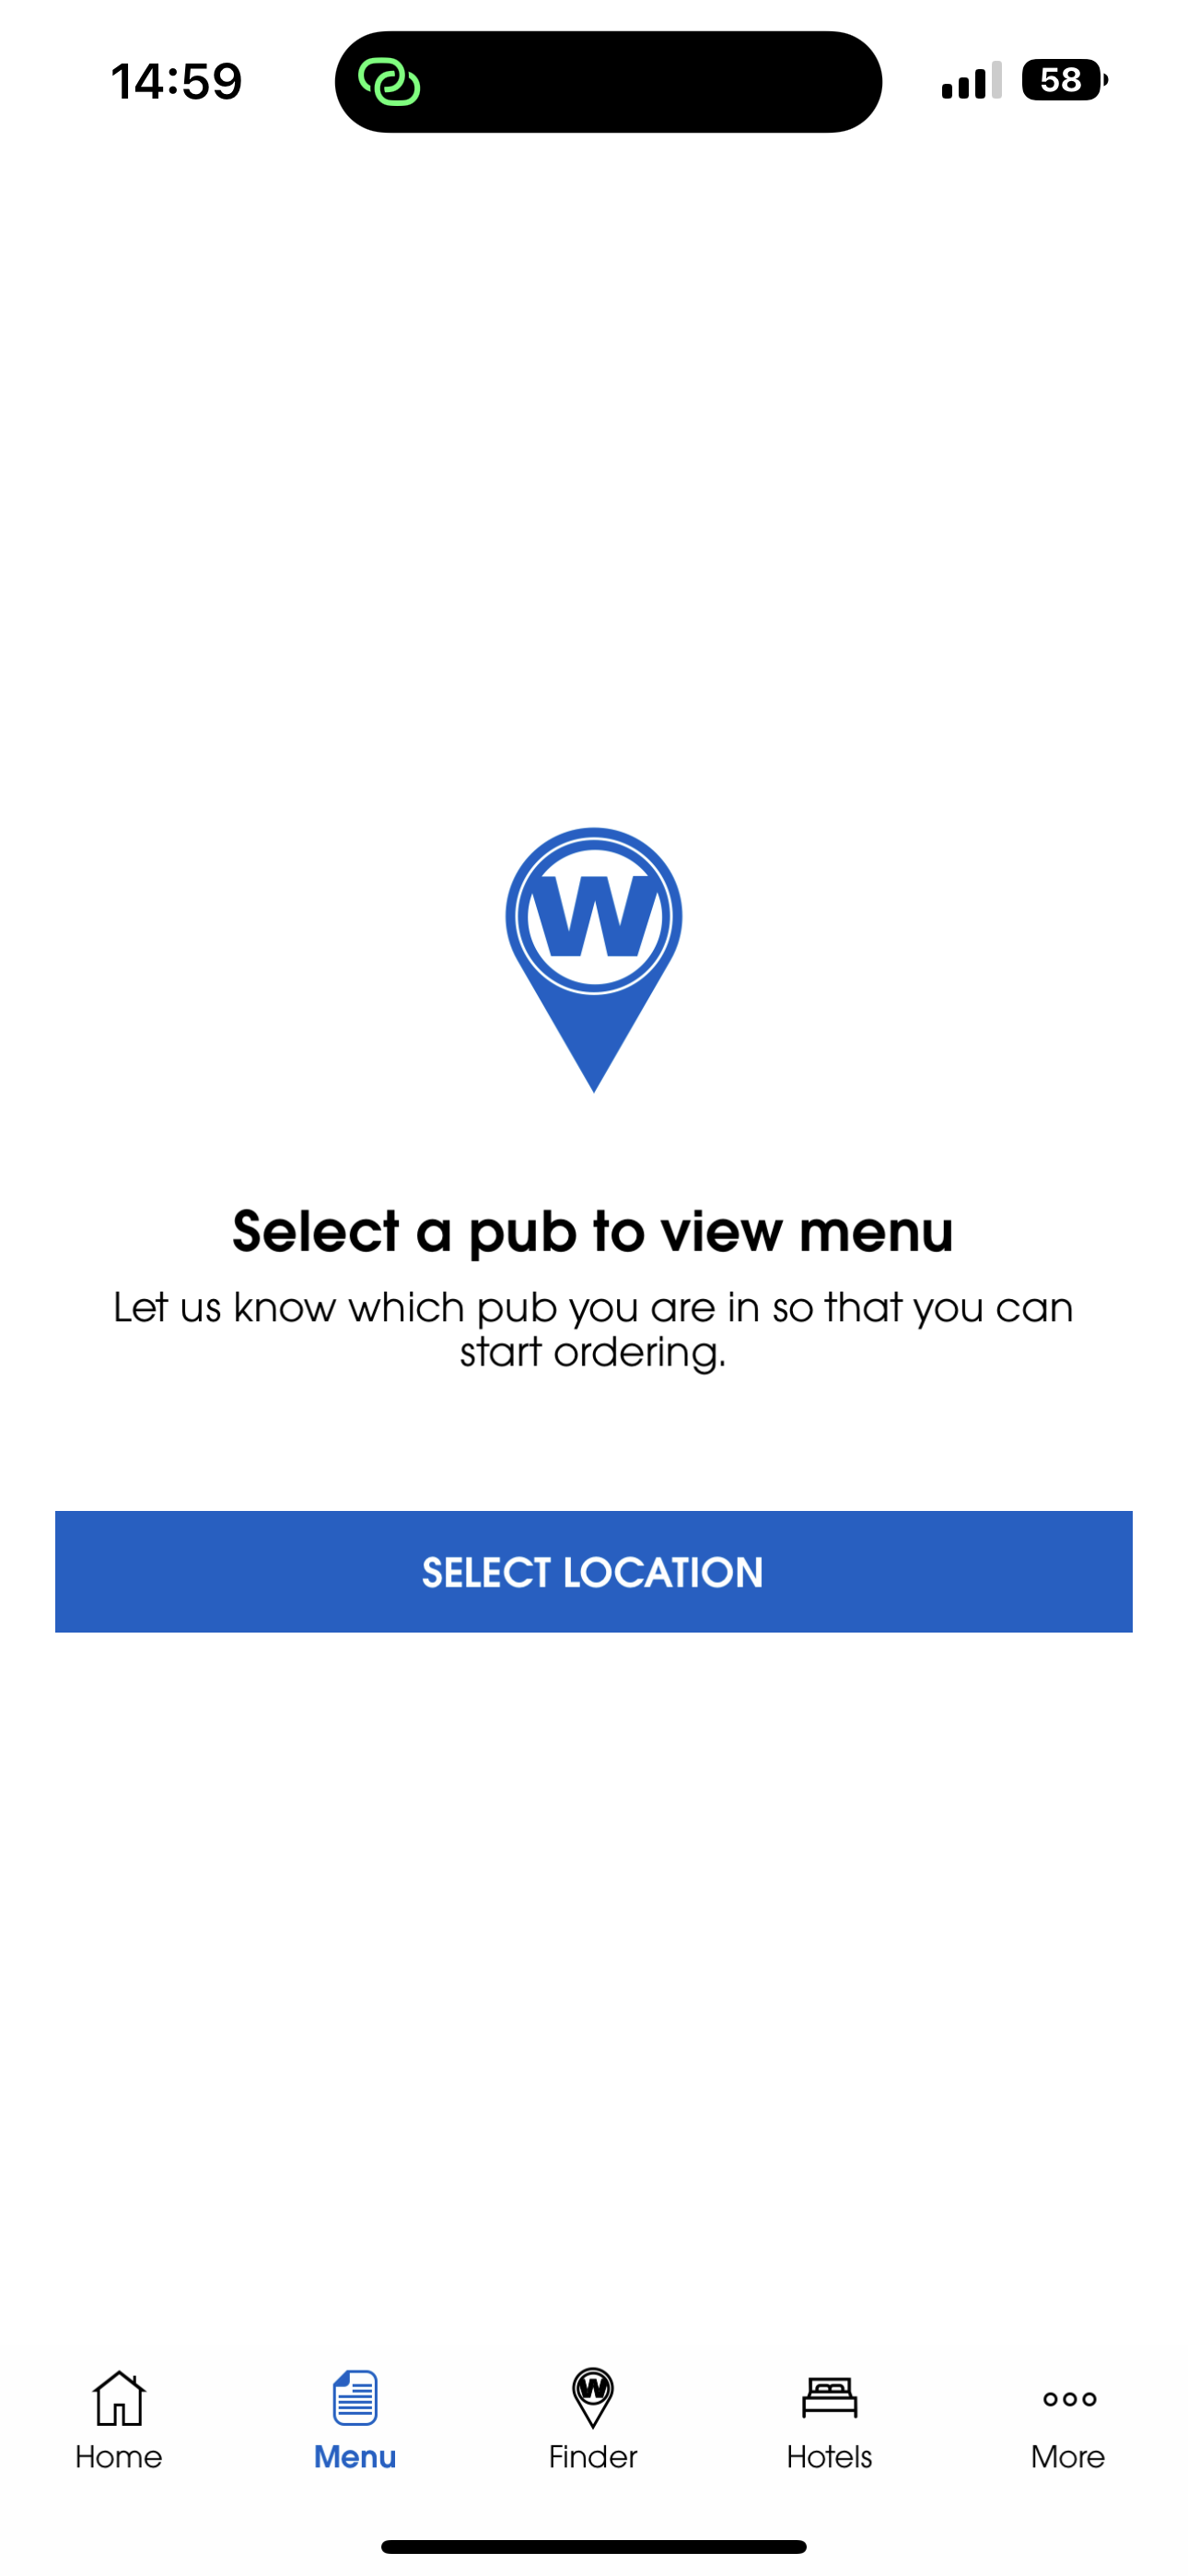 14:59
58
W
Select a pub to view menu
Let us know which pub you are in so that you can
start ordering.
SELECT LOCATION
W
Home
Menu
Finder
Hotels
More